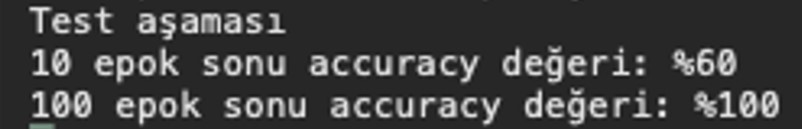 Test aşaması
10 epok sonu accuracy değeri: %60
100 epok sonu accuracy değeri: %100